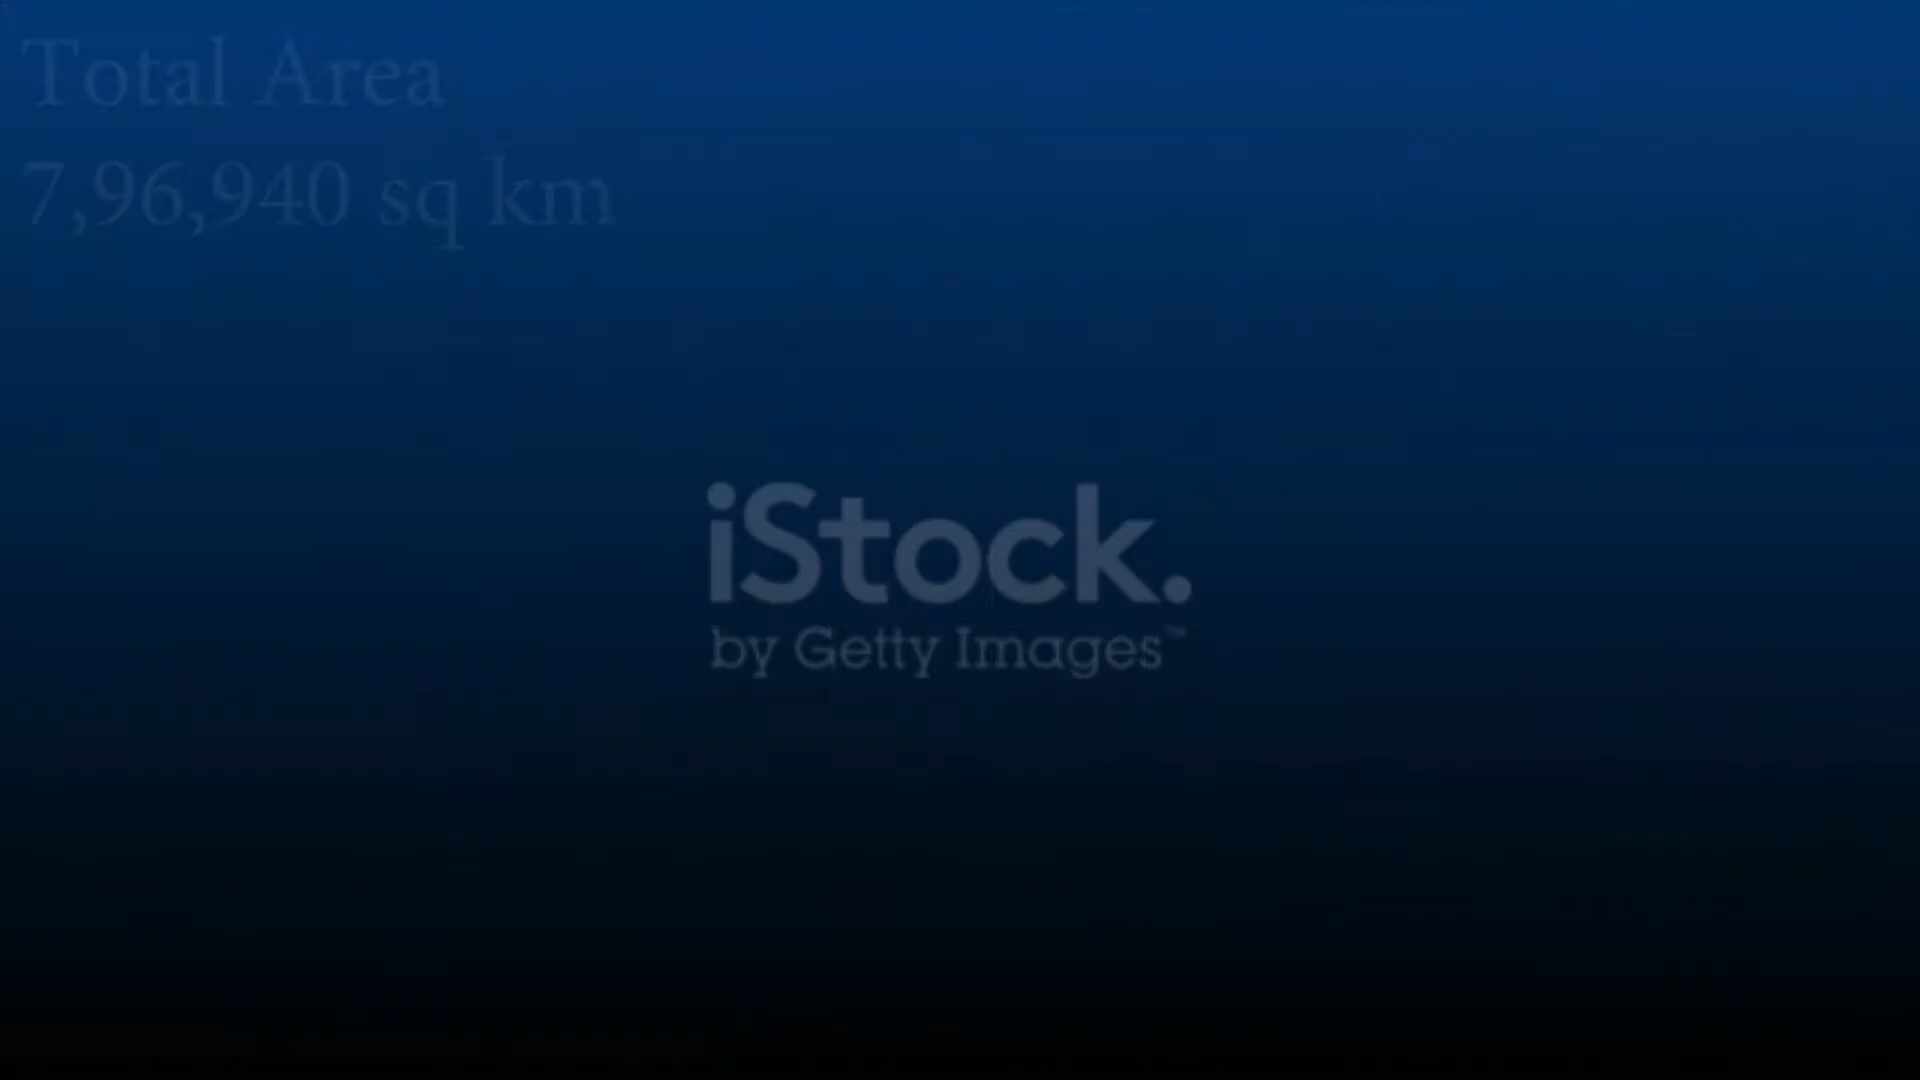 Total Area
7,96,940 sq km
iStock.
by Getty Images™